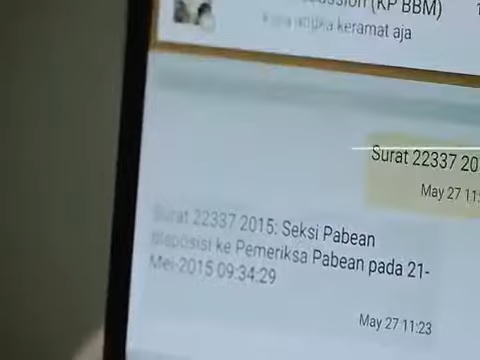 (KP BBM)
keramat aja
Surat 22337 20
May 27 11:
Surat 22337 2015: Seksi Pabean
disposisi ke Pemeriksa Pabean pada 21-
Mei-2015 09:34:29
May 27 11:23